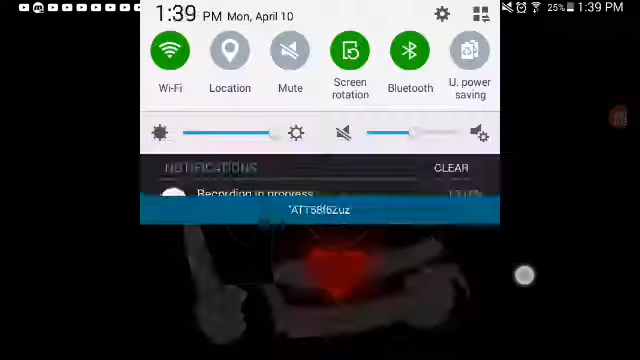 1:39 PM Mon, April 10
25% 1:39 PM
Wi-Fi
Location
Mute
Screen
rotation
Bluetooth
U. power
saving
NOTIFICATIONS
CLEAR
Recording in progress